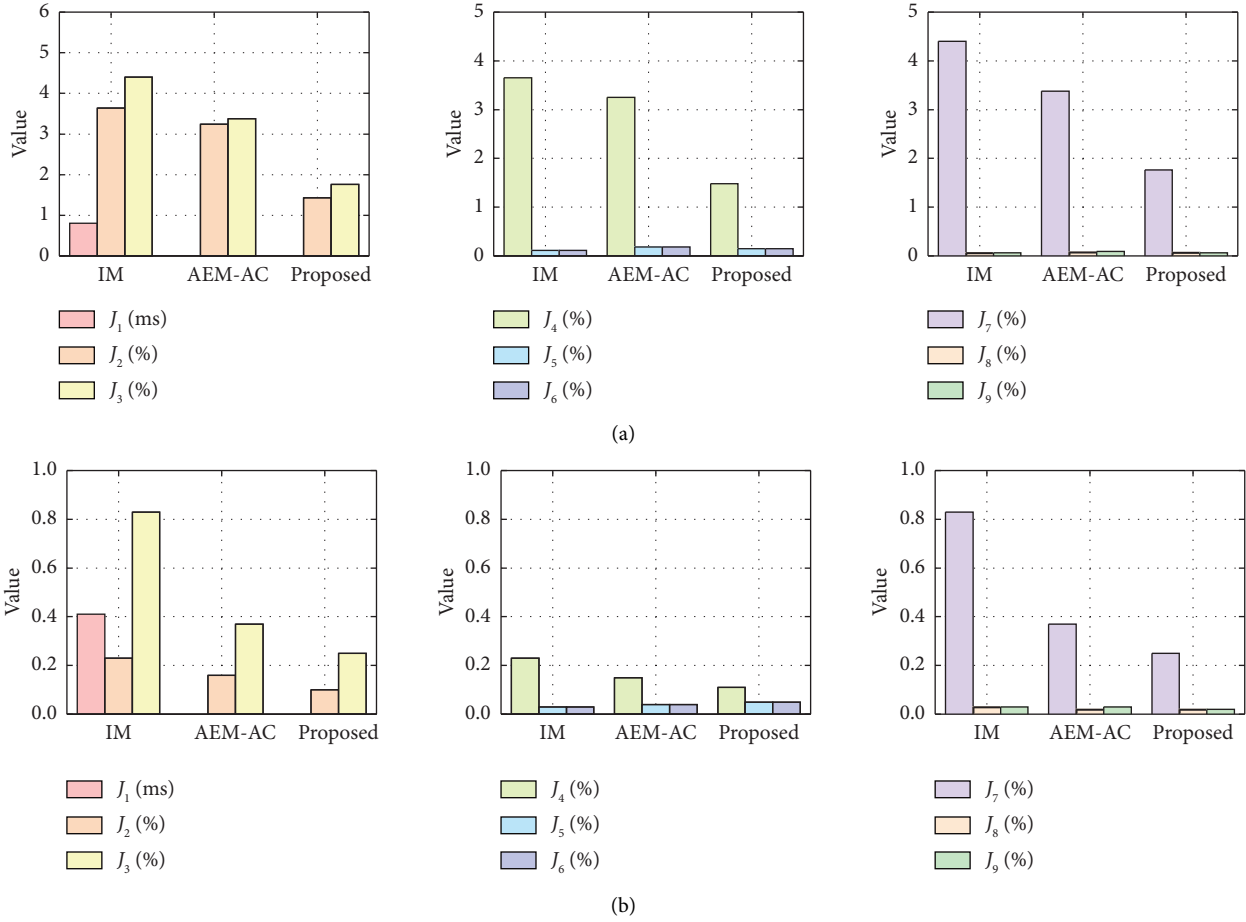 6
5
4
3
2
1
0
Value
IM AEM-AC Proposed
J1 (ms)
J2 (%)
J3 (%)
5
4
3
2
1
0
Value
IM AEM-AC Proposed
J4 (%)
J5 (%)
J6 (%)
5
4
3
2
1
0
Value
IM AEM-AC Proposed
J7 (%)
J8 (%)
J9 (%)
(a)
1.0
0.8
0.6
0.4
0.2
0.0
Value
IM AEM-AC Proposed
J1 (ms)
J2 (%)
J3 (%)
1.0
0.8
0.6
0.4
0.2
0.0
Value
IM AEM-AC Proposed
J4 (%)
J5 (%)
J6 (%)
1.0
0.8
0.6
0.4
0.2
0.0
Value
IM AEM-AC Proposed
J7 (%)
J8 (%)
J9 (%)
(b)